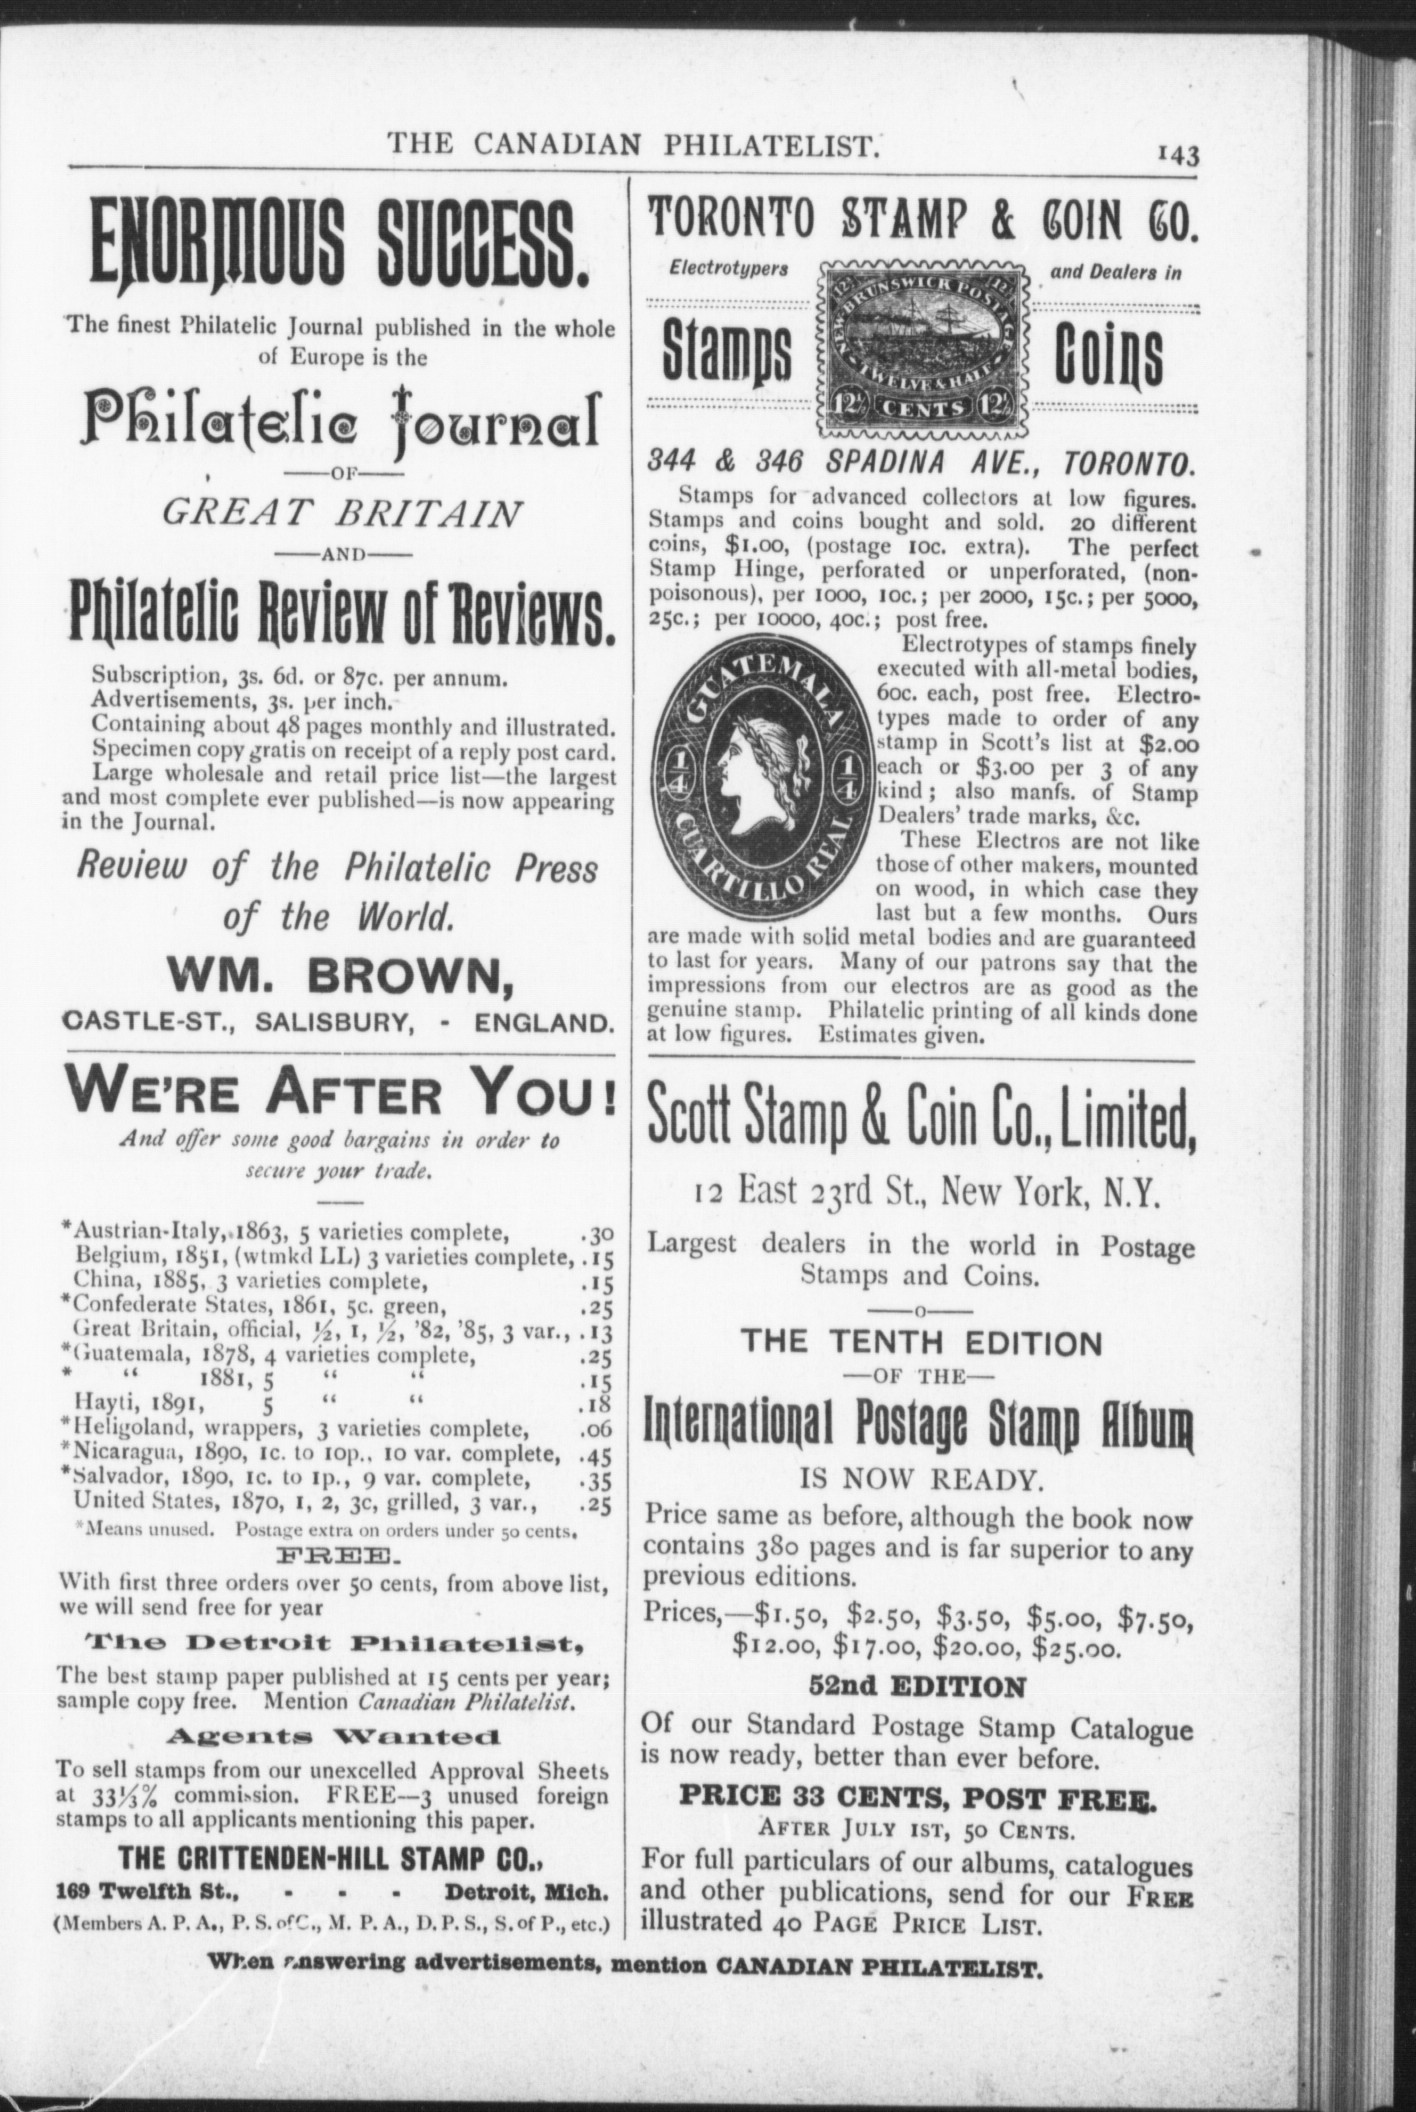 THE CANADIAN PHILATELIST. 143
ENORMOUS SUCCESS.
The finest Philatelic Journal published in the whole
of Europe is the
Philatelic Journal
—OF—
GREAT BRITAIN
—AND—
Philatelic Review of Reviews.
Subscription, 3s. 6d. or 87c. per annum.
Advertisements, 3s. per inch.
Containing about 48 pages monthly and illustrated.
Specimen copy gratis on receipt of a reply post card.
Large wholesale and retail price list—the largest
and most complete ever published—is now appearing
in the Journal.
Review of the Philatelic Press
of the World.
WM. BROWN,
CASTLE-ST., SALISBURY, - ENGLAND.
WE'RE AFTER YOU!
And offer some good bargains in order to
secure your trade.
*Austrian-Italy, 1863, 5 varieties complete, .30
Belgium, 1851, (wtmkd LL) 3 varieties complete, .15
China, 1885, 3 varieties complete, .15
*Confederate States, 1861, 5c. green, .25
Great Britain, official, ½, 1, ½, '82, '85, 3 var., .13
*Guatemala, 1878, 4 varieties complete, .25
* “ 1881, 5 “ “ .15
Hayti, 1891, 5 “ “ .18
*Heligoland, wrappers, 3 varieties complete, .06
*Nicaragua, 1890, 1c. to 10p., 10 var. complete, .45
*Salvador, 1890, 1c. to 1p., 9 var. complete, .35
United States, 1870, 1, 2, 3c, grilled, 3 var., .25
*Means unused. Postage extra on orders under 50 cents.
FREE.
With first three orders over 50 cents, from above list,
we will send free for year
The Detroit Philatelist,
The best stamp paper published at 15 cents per year;
sample copy free. Mention Canadian Philatelist.
Agents Wanted
To sell stamps from our unexcelled Approval Sheets
at 33⅓% commission. FREE—3 unused foreign
stamps to all applicants mentioning this paper.
THE CRITTENDEN-HILL STAMP CO.,
169 Twelfth St., - - - Detroit, Mich.
(Members A. P. A., P. S. of C., M. P. A., D. P. S., S. of P., etc.)
TORONTO STAMP & COIN CO.
Electrotypers and Dealers in
Stamps Coins
12½ 12½
NEW BRUNSWICK POSTAGE
TWELVE & HALF
12½ CENTS 12½
344 & 346 SPADINA AVE., TORONTO.
Stamps for advanced collectors at low figures.
Stamps and coins bought and sold. 20 different
coins, $1.00, (postage 10c. extra). The perfect
Stamp Hinge, perforated or unperforated, (non-
poisonous), per 1000, 10c.; per 2000, 15c.; per 5000,
25c.; per 10000, 40c.; post free.
GUATEMALA
1/4 1/4
CUARTILLO REAL
Electrotypes of stamps finely
executed with all-metal bodies,
60c. each, post free. Electro-
types made to order of any
stamp in Scott's list at $2.00
each or $3.00 per 3 of any
kind; also manfs. of Stamp
Dealers' trade marks, &c.
These Electros are not like
those of other makers, mounted
on wood, in which case they
last but a few months. Ours
are made with solid metal bodies and are guaranteed
to last for years. Many of our patrons say that the
impressions from our electros are as good as the
genuine stamp. Philatelic printing of all kinds done
at low figures. Estimates given.
Scott Stamp & Coin Co., Limited,
12 East 23rd St., New York, N.Y.
Largest dealers in the world in Postage
Stamps and Coins.
—o—
THE TENTH EDITION
—OF THE—
International Postage Stamp Album
IS NOW READY.
Price same as before, although the book now
contains 380 pages and is far superior to any
previous editions.
Prices,—$1.50, $2.50, $3.50, $5.00, $7.50,
$12.00, $17.00, $20.00, $25.00.
52nd EDITION
Of our Standard Postage Stamp Catalogue
is now ready, better than ever before.
PRICE 33 CENTS, POST FREE.
AFTER JULY 1ST, 50 CENTS.
For full particulars of our albums, catalogues
and other publications, send for our FREE
illustrated 40 PAGE PRICE LIST.
When answering advertisements, mention CANADIAN PHILATELIST.